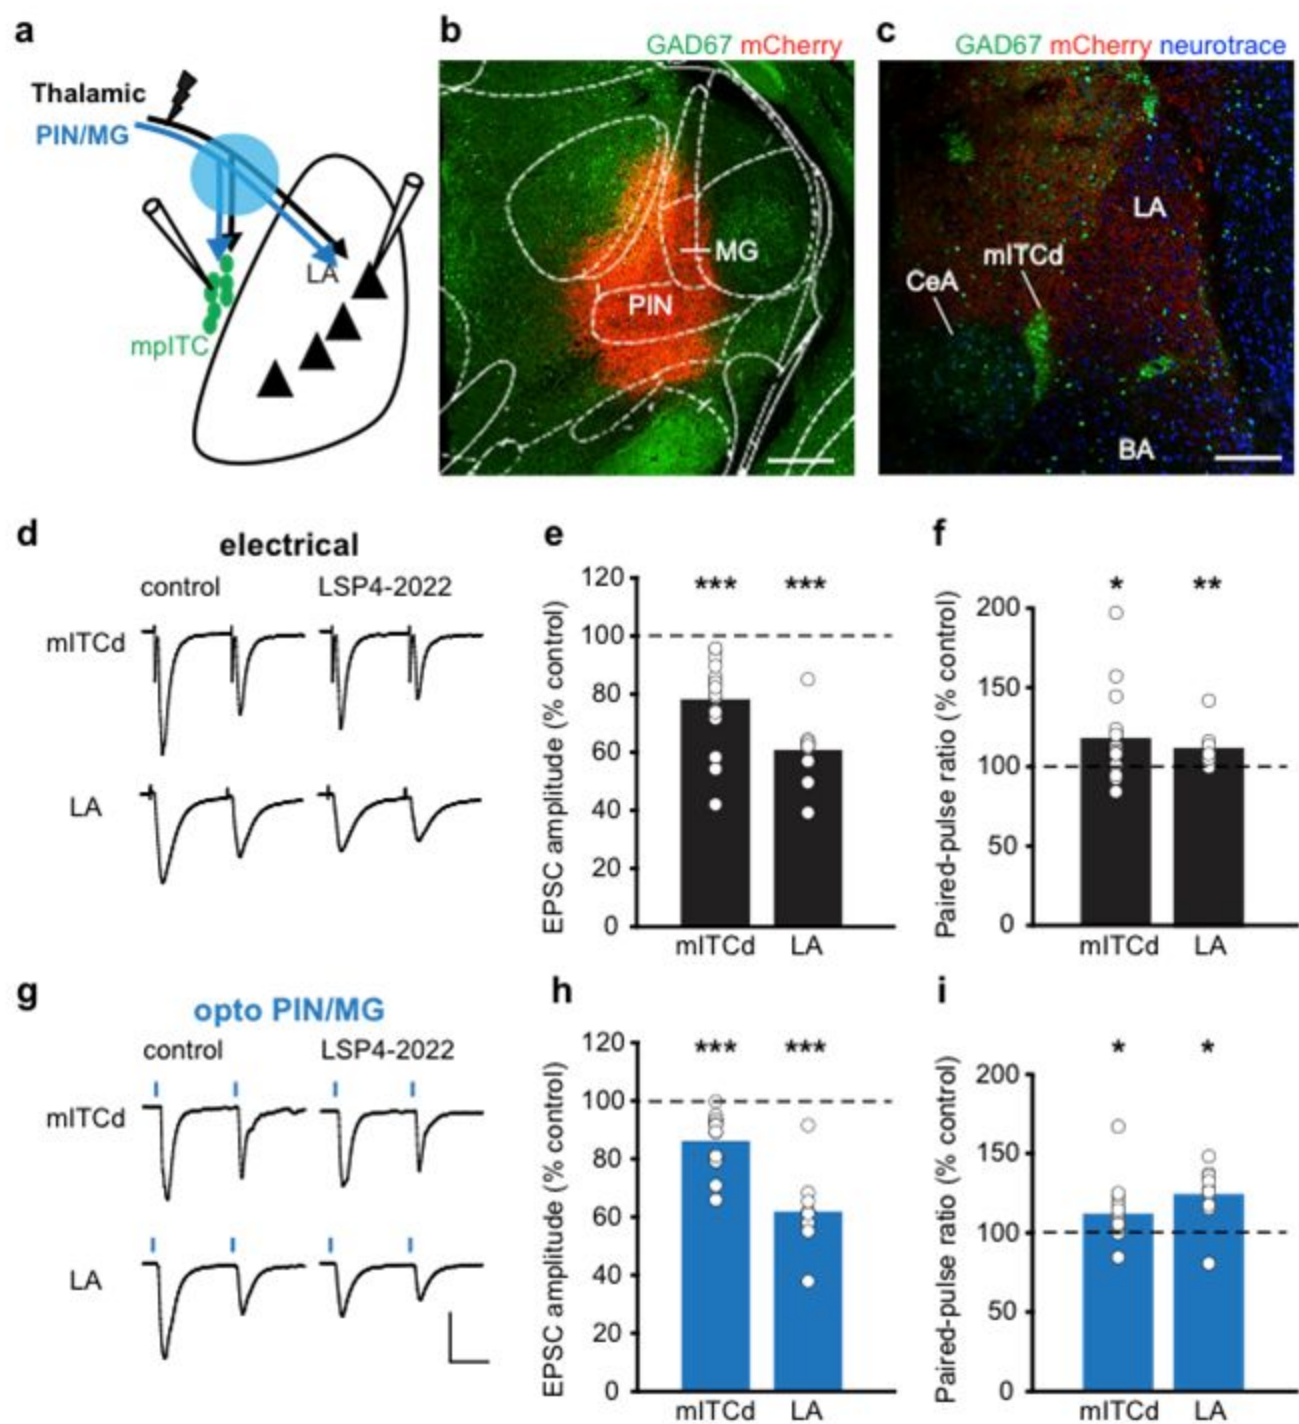 a
Thalamic
PIN/MG
LA
mpITC
b
GAD67 mCherry
MG
PIN
c
GAD67 mCherry neurotrace
LA
mITCd
CeA
BA
d
electrical
control LSP4-2022
mITCd
LA
e
EPSC amplitude (% control)
*** ***
120
100
80
60
40
20
0
mITCd LA
f
Paired-pulse ratio (% control)
* **
200
150
100
50
0
mITCd LA
g
opto PIN/MG
control LSP4-2022
mITCd
LA
h
EPSC amplitude (% control)
*** ***
120
100
80
60
40
20
0
mITCd LA
i
Paired-pulse ratio (% control)
* *
200
150
100
50
0
mITCd LA